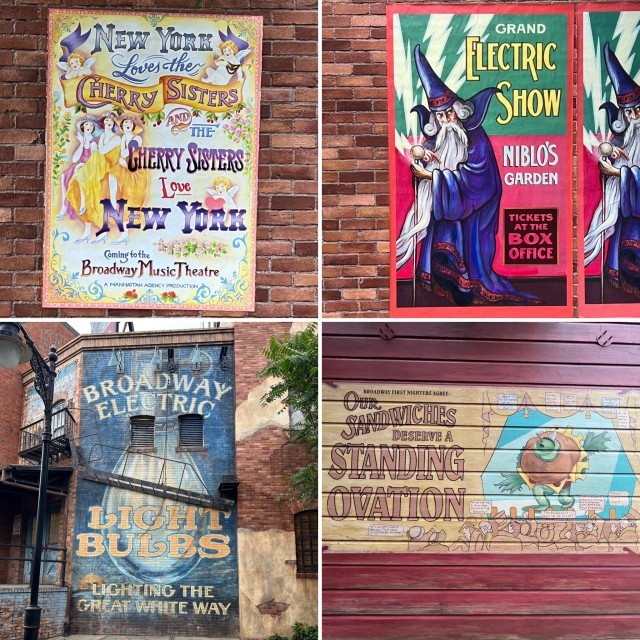 NEW YORK
Loves the
CHERRY SISTERS
AND
THE
CHERRY SISTERS
Love
NEW YORK
Coming to the
Broadway Music Theatre
A MANHATTAN AGENCY PRODUCTION
GRAND
ELECTRIC
SHOW
NIBLO'S
GARDEN
TICKETS
AT THE
BOX
OFFICE
BROADWAY
ELECTRIC
LIGHT
BULBS
LIGHTING THE
GREAT WHITE WAY
BROADWAY FIRST NIGHTERS AGREE:
OUR
SANDWICHES
DESERVE A
STANDING
OVATION